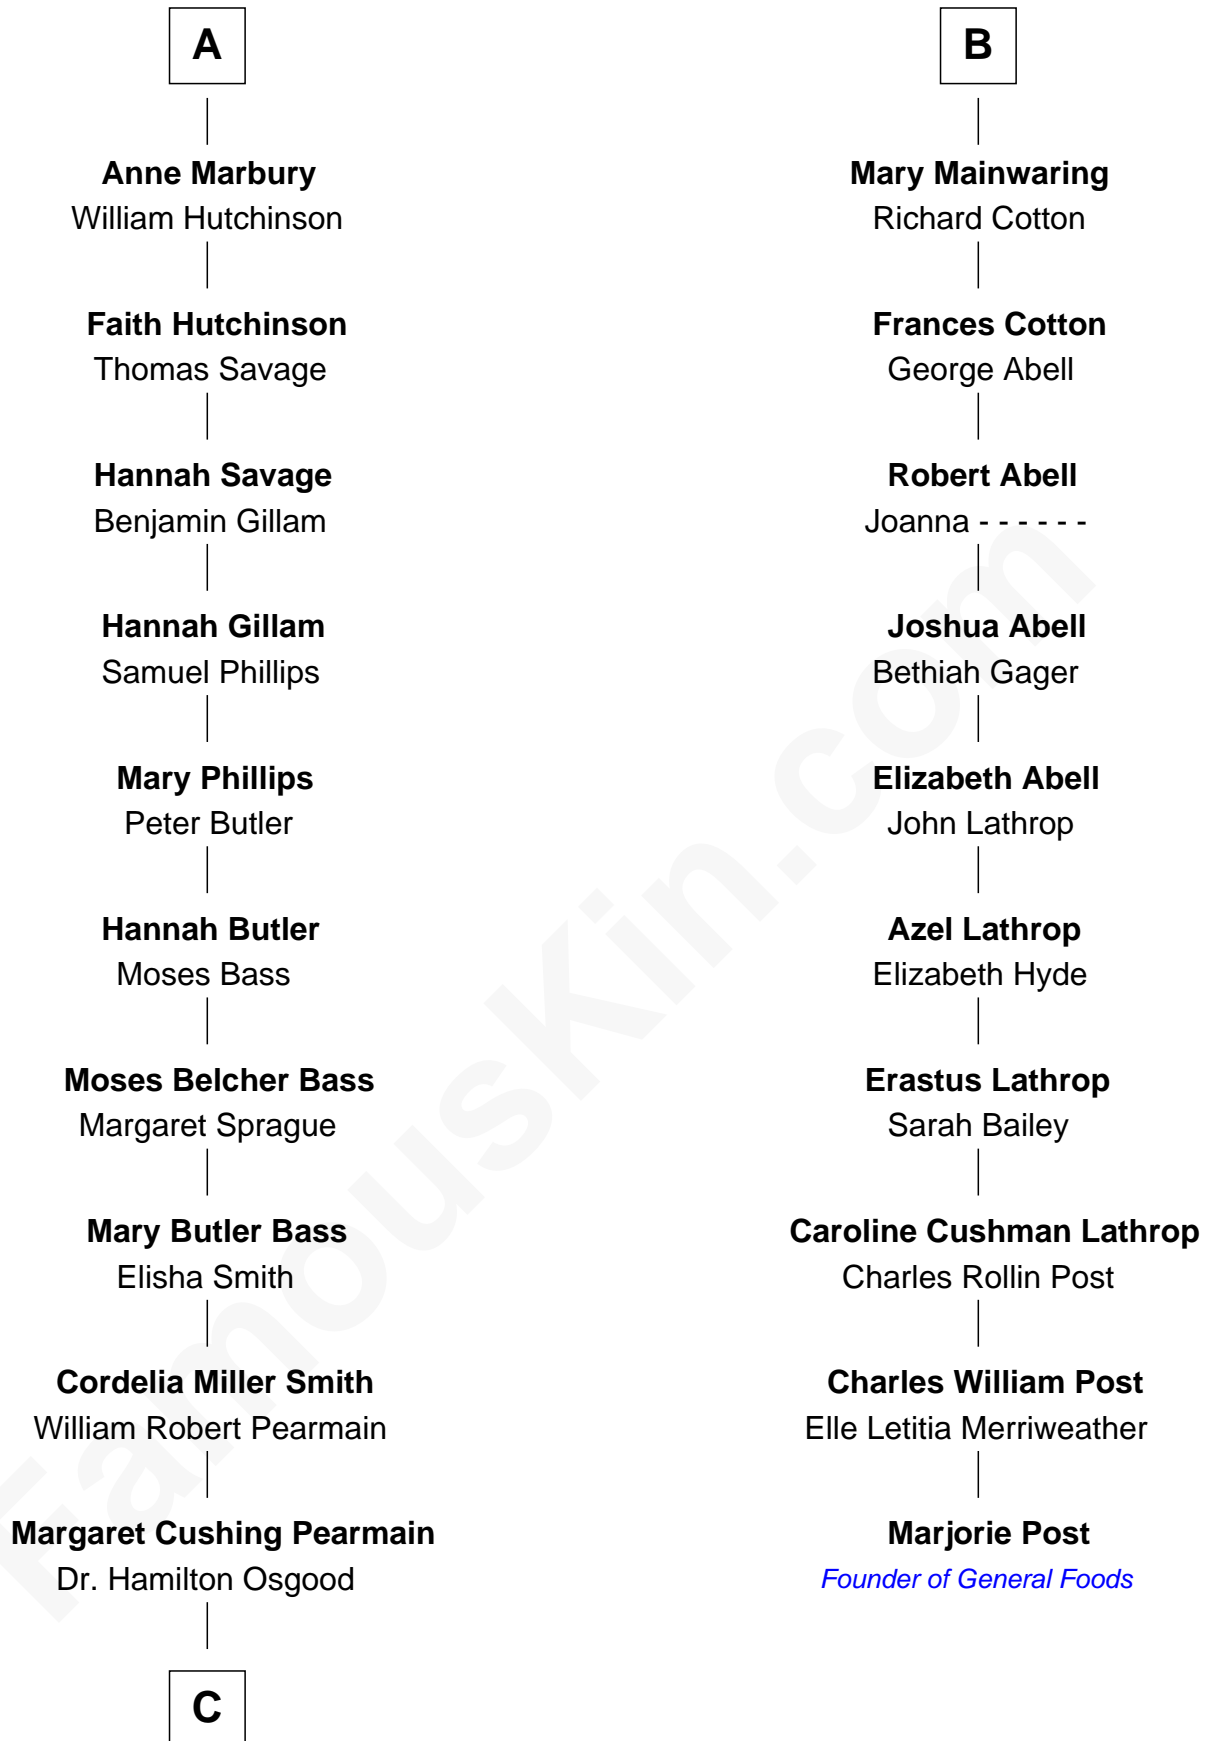 A
Anne Marbury
William Hutchinson
Faith Hutchinson
Thomas Savage
Hannah Savage
Benjamin Gillam
Hannah Gillam
Samuel Phillips
Mary Phillips
Peter Butler
Hannah Butler
Moses Bass
Moses Belcher Bass
Margaret Sprague
Mary Butler Bass
Elisha Smith
Cordelia Miller Smith
William Robert Pearmain
Margaret Cushing Pearmain
Dr. Hamilton Osgood
C
B
Mary Mainwaring
Richard Cotton
Frances Cotton
George Abell
Robert Abell
Joanna - - - - - -
Joshua Abell
Bethiah Gager
Elizabeth Abell
John Lathrop
Azel Lathrop
Elizabeth Hyde
Erastus Lathrop
Sarah Bailey
Caroline Cushman Lathrop
Charles Rollin Post
Charles William Post
Elle Letitia Merriweather
Marjorie Post
Founder of General Foods
FamousKin.com